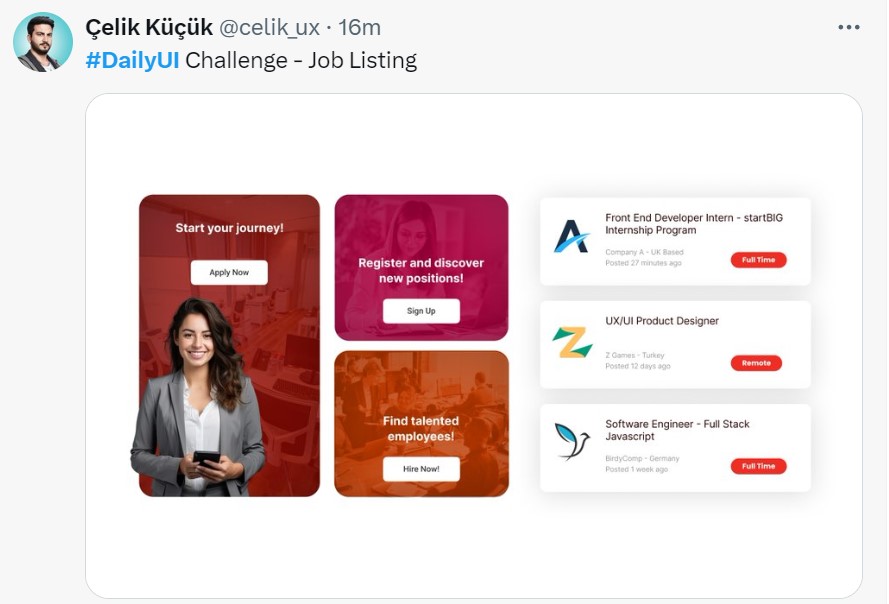 Çelik Küçük @celik_ux · 16m
#DailyUI Challenge - Job Listing
Start your journey!
Apply Now
Register and discover
new positions!
Sign Up
Find talented
employees!
Hire Now!
Front End Developer Intern - startBIG
Internship Program
Company A - UK Based
Posted 27 minutes ago
Full Time
UX/UI Product Designer
Z Games - Turkey
Posted 12 days ago
Remote
Software Engineer - Full Stack
Javascript
BirdyComp - Germany
Posted 1 week ago
Full Time